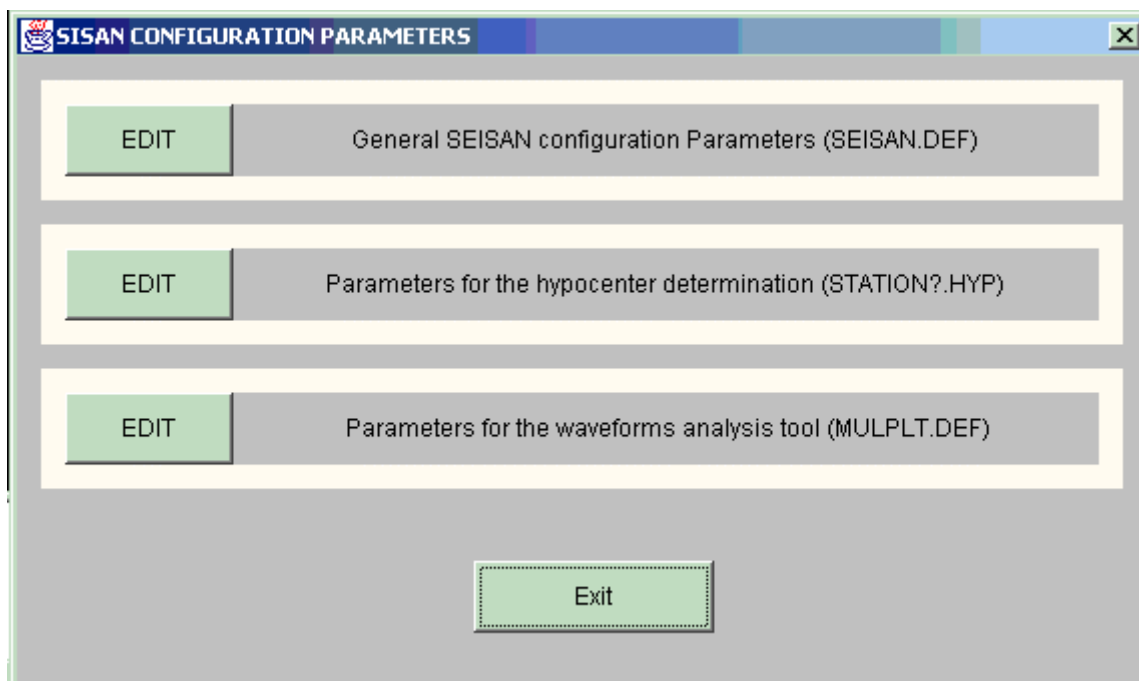 SISAN CONFIGURATION PARAMETERS
EDIT General SEISAN configuration Parameters (SEISAN.DEF)
EDIT Parameters for the hypocenter determination (STATION?.HYP)
EDIT Parameters for the waveforms analysis tool (MULPLT.DEF)
Exit